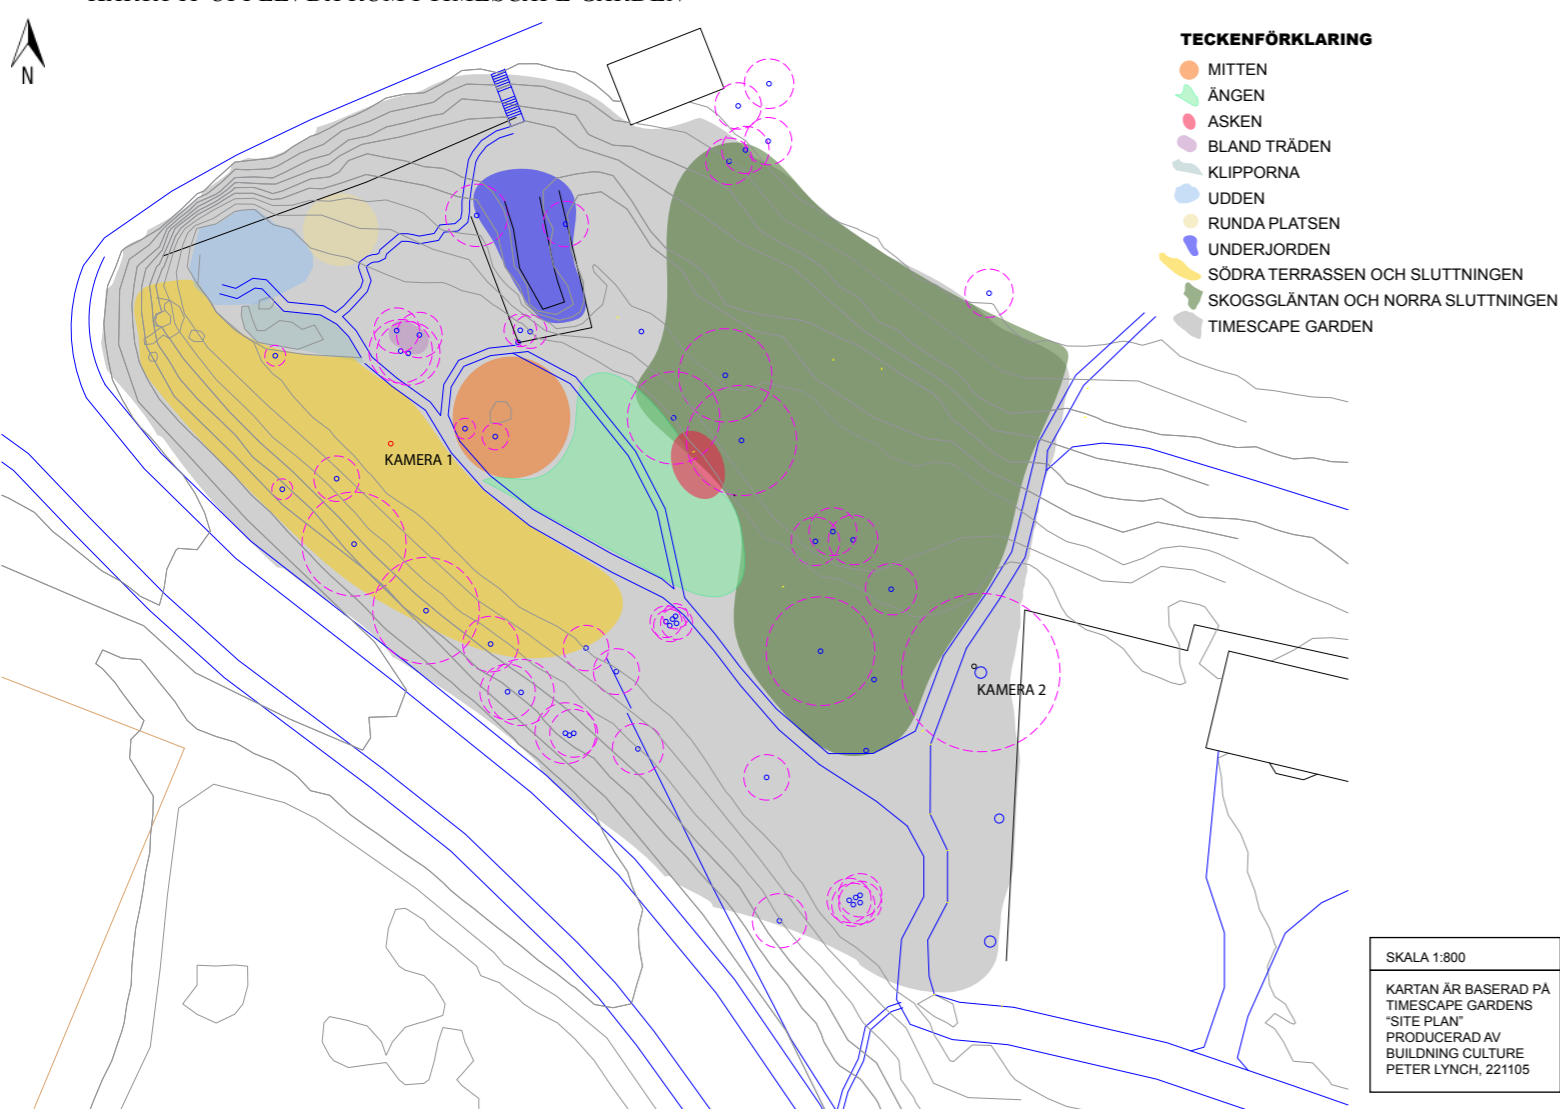 N
TECKENFÖRKLARING
MITTEN
ÄNGEN
ASKEN
BLAND TRÄDEN
KLIPPORNA
UDDEN
RUNDA PLATSEN
UNDERJORDEN
SÖDRA TERRASSEN OCH SLUTTNINGEN
SKOGSGLÄNTAN OCH NORRA SLUTTNINGEN
TIMESCAPE GARDEN
KAMERA 1
KAMERA 2
SKALA 1:800
KARTAN ÄR BASERAD PÅ
TIMESCAPE GARDENS
“SITE PLAN”
PRODUCERAD AV
BUILDNING CULTURE
PETER LYNCH, 221105